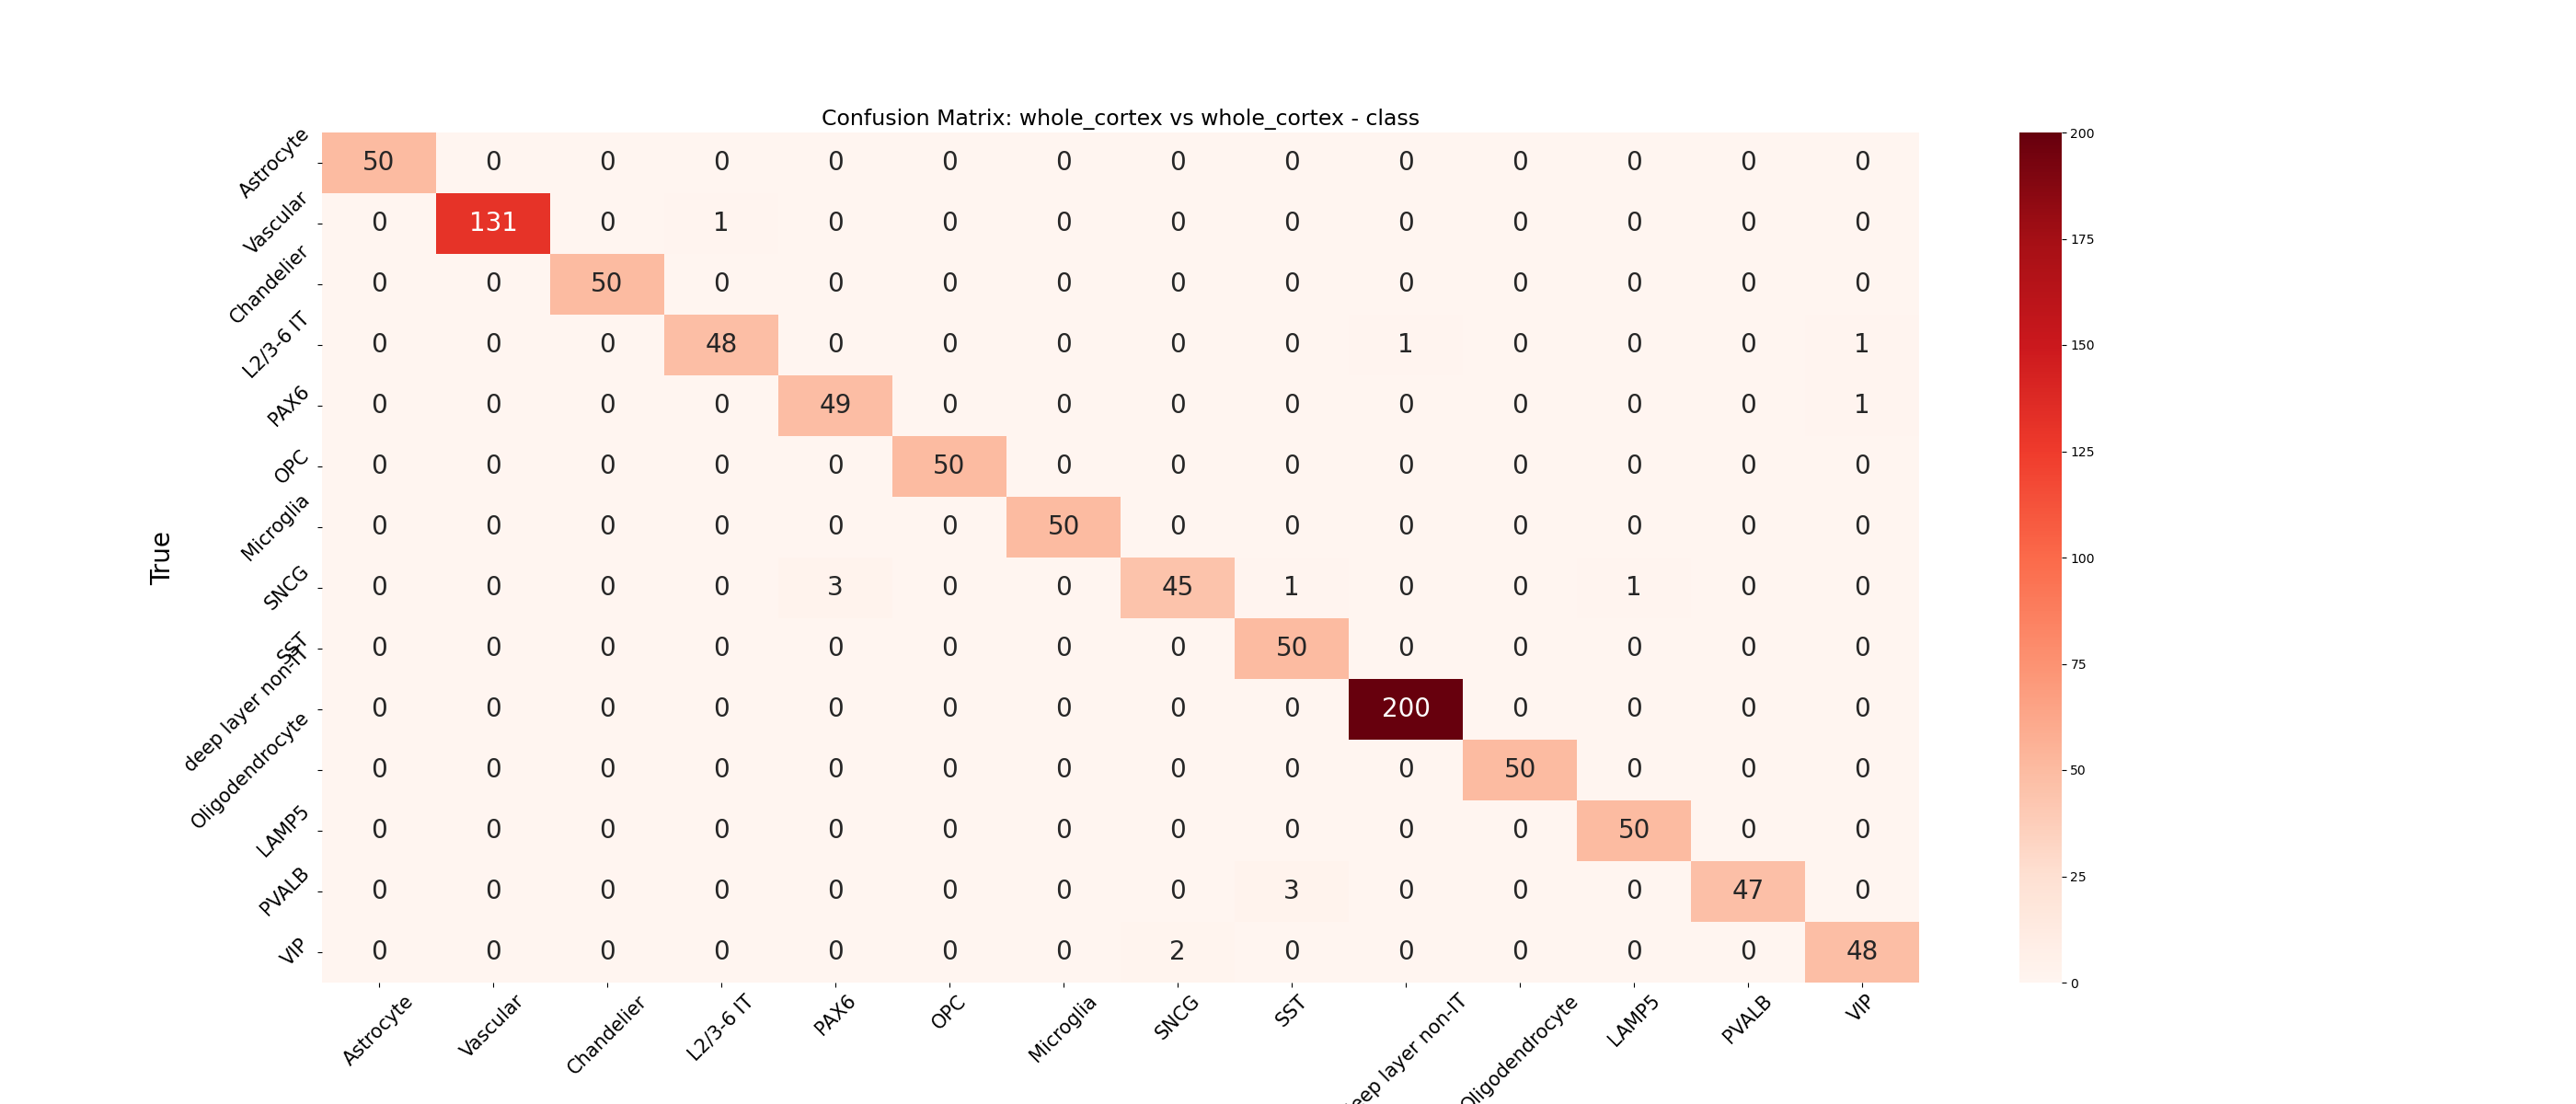 Confusion Matrix: whole_cortex vs whole_cortex - class
True
Astrocyte 50 0 0 0 0 0 0 0 0 0 0 0 0 0
Vascular 0 131 0 1 0 0 0 0 0 0 0 0 0 0
Chandelier 0 0 50 0 0 0 0 0 0 0 0 0 0 0
L2/3-6 IT 0 0 0 48 0 0 0 0 0 1 0 0 0 1
PAX6 0 0 0 0 49 0 0 0 0 0 0 0 0 1
OPC 0 0 0 0 0 50 0 0 0 0 0 0 0 0
Microglia 0 0 0 0 0 0 50 0 0 0 0 0 0 0
SNCG 0 0 0 0 3 0 0 45 1 0 0 1 0 0
SST 0 0 0 0 0 0 0 0 50 0 0 0 0 0
deep layer non-IT 0 0 0 0 0 0 0 0 0 200 0 0 0 0
Oligodendrocyte 0 0 0 0 0 0 0 0 0 0 50 0 0 0
LAMP5 0 0 0 0 0 0 0 0 0 0 0 50 0 0
PVALB 0 0 0 0 0 0 0 0 3 0 0 0 47 0
VIP 0 0 0 0 0 0 0 2 0 0 0 0 0 48
Astrocyte Vascular Chandelier L2/3-6 IT PAX6 OPC Microglia SNCG SST eep layer non-IT Oligodendrocyte LAMP5 PVALB VIP
200
175
150
125
100
75
50
25
0